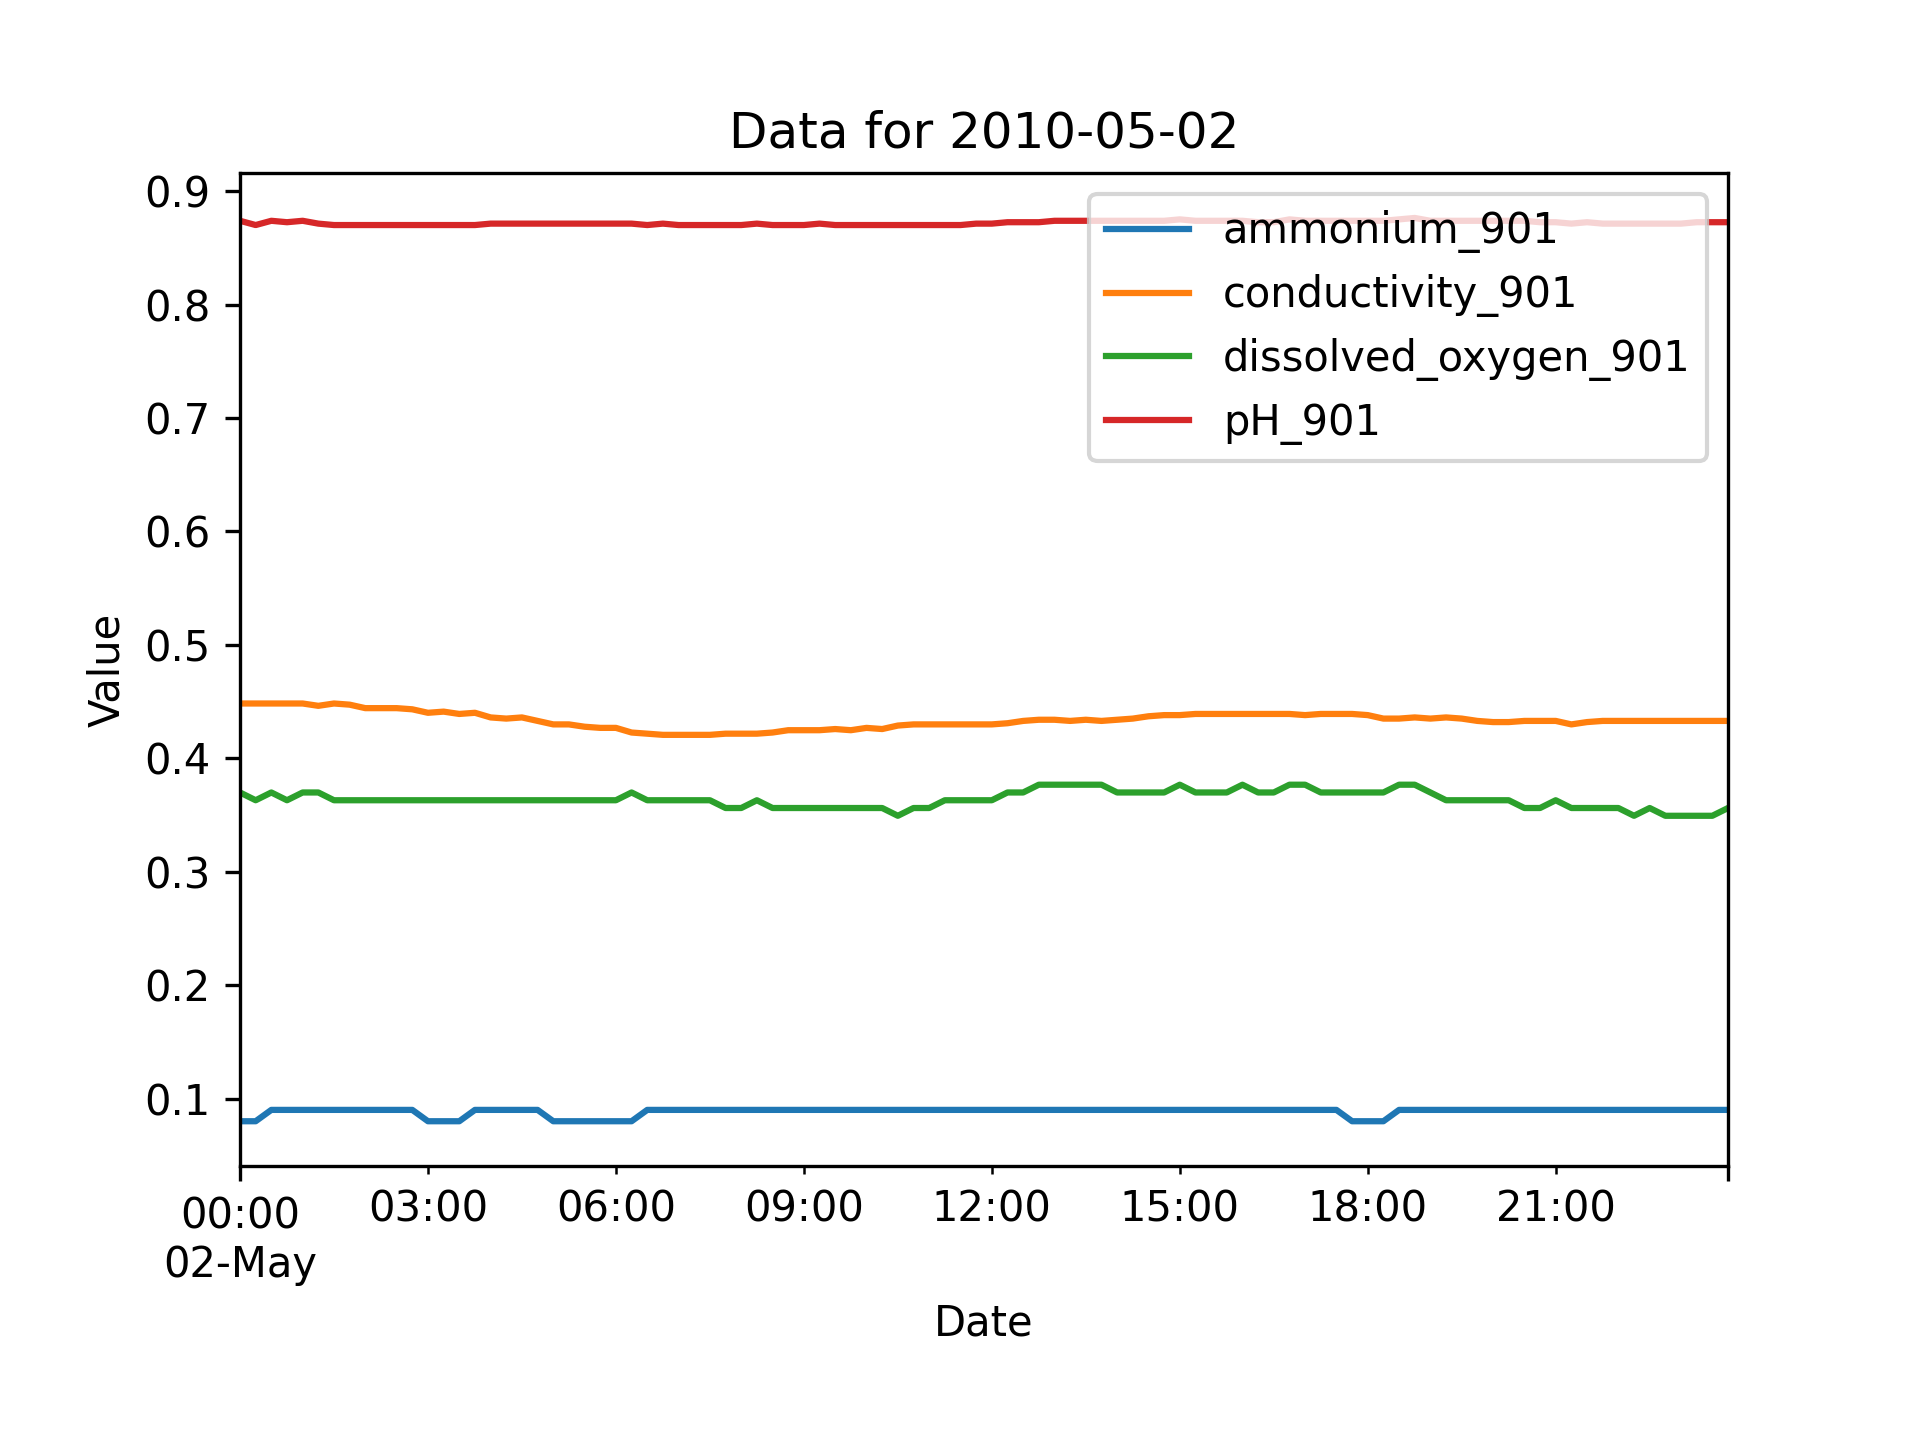 Data for 2010-05-02
0.9
0.8
0.7
0.6
0.5
0.4
0.3
0.2
0.1
Value
ammonium_901
conductivity_901
dissolved_oxygen_901
pH_901
00:00 03:00 06:00 09:00 12:00 15:00 18:00 21:00
02-May
Date